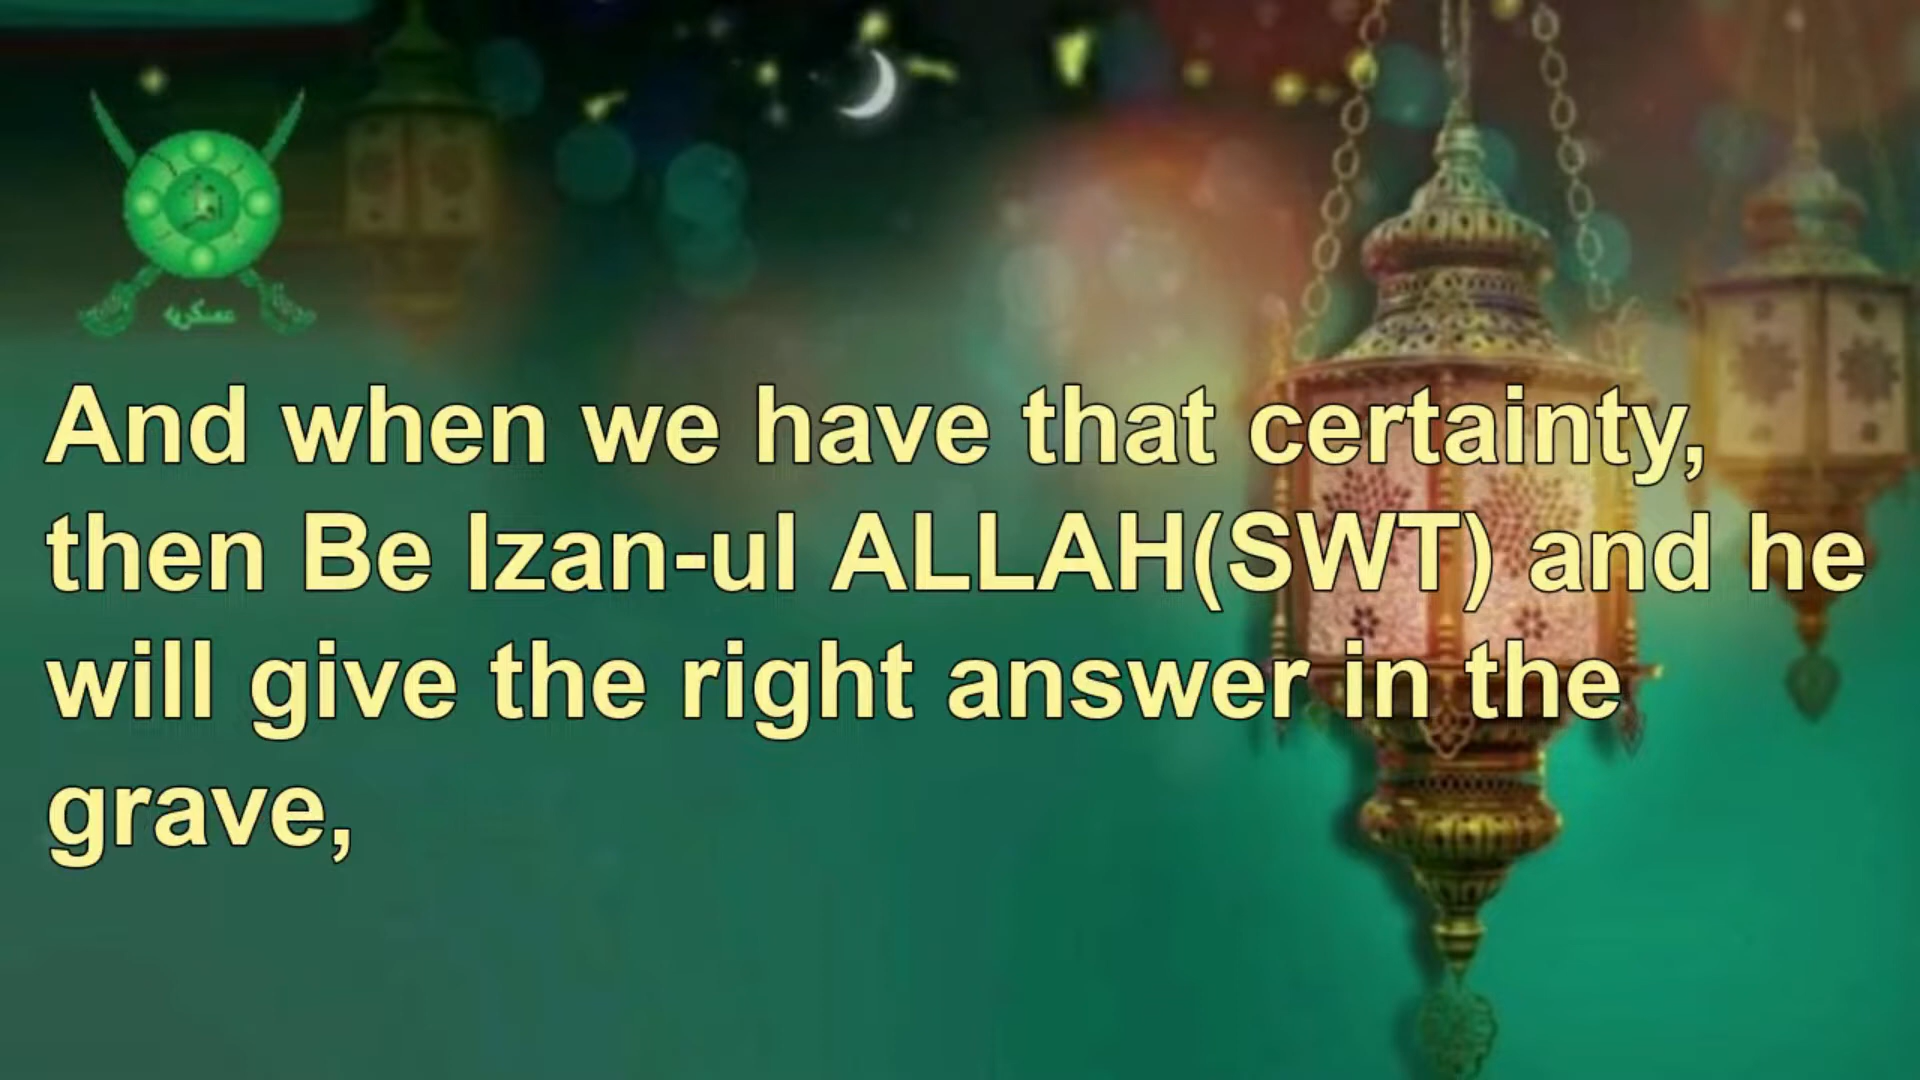 عسکریه
And when we have that certainty,
then Be Izan-ul ALLAH(SWT) and he
will give the right answer in the
grave,